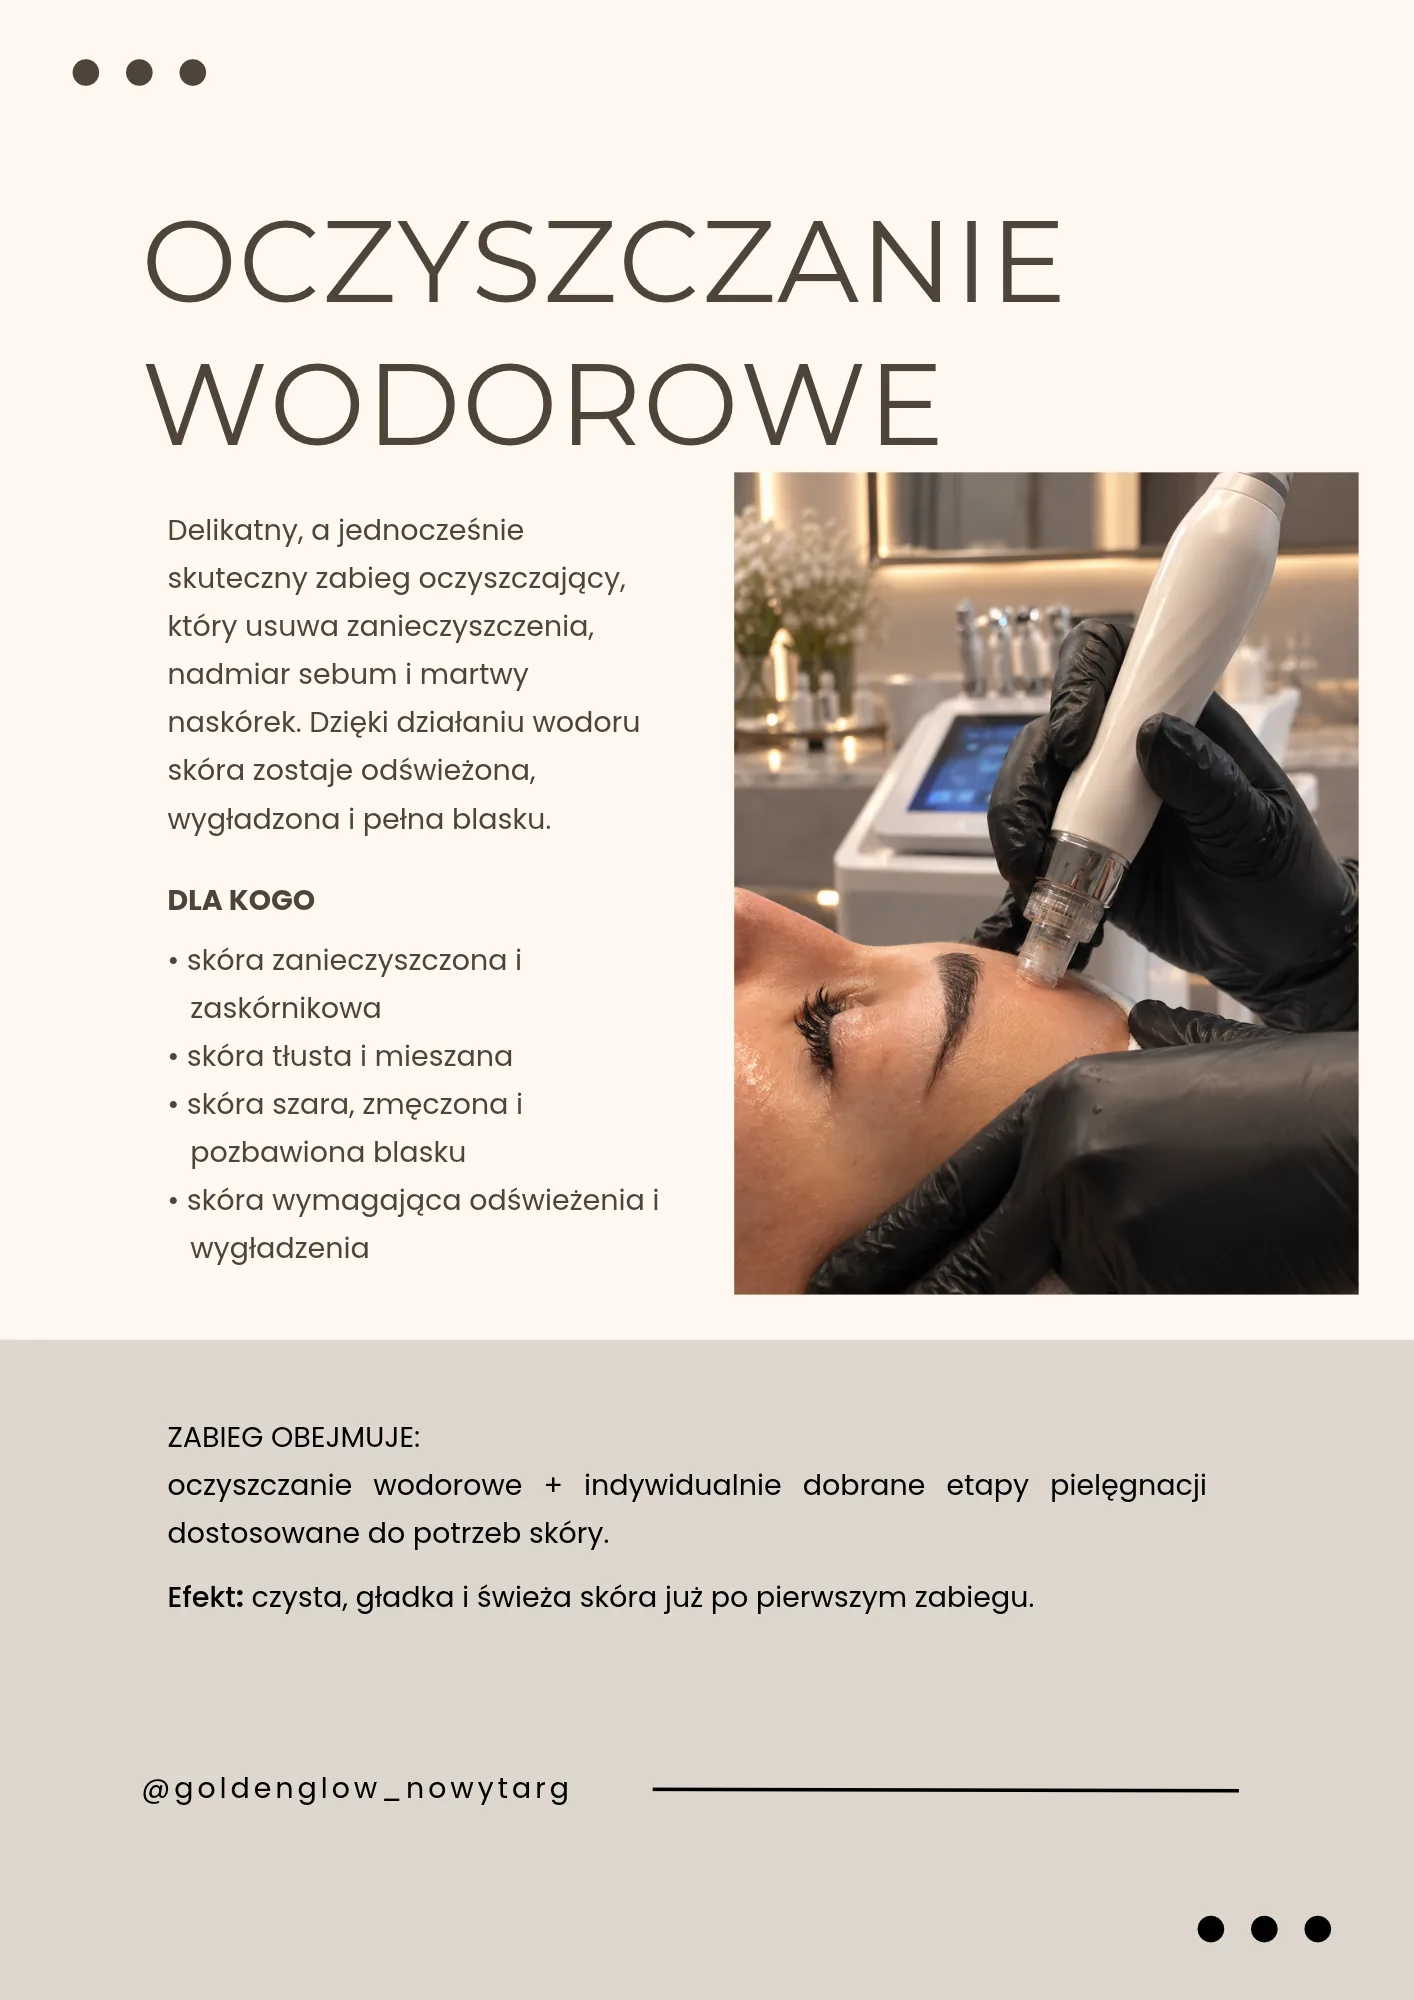 OCZYSZCZANIE
WODOROWE
Delikatny, a jednocześnie
skuteczny zabieg oczyszczający,
który usuwa zanieczyszczenia,
nadmiar sebum i martwy
naskórek. Dzięki działaniu wodoru
skóra zostaje odświeżona,
wygładzona i pełna blasku.
DLA KOGO
• skóra zanieczyszczona i
zaskórnikowa
• skóra tłusta i mieszana
• skóra szara, zmęczona i
pozbawiona blasku
• skóra wymagająca odświeżenia i
wygładzenia
ZABIEG OBEJMUJE:
oczyszczanie wodorowe + indywidualnie dobrane etapy pielęgnacji
dostosowane do potrzeb skóry.
Efekt: czysta, gładka i świeża skóra już po pierwszym zabiegu.
@goldenglow_nowytarg